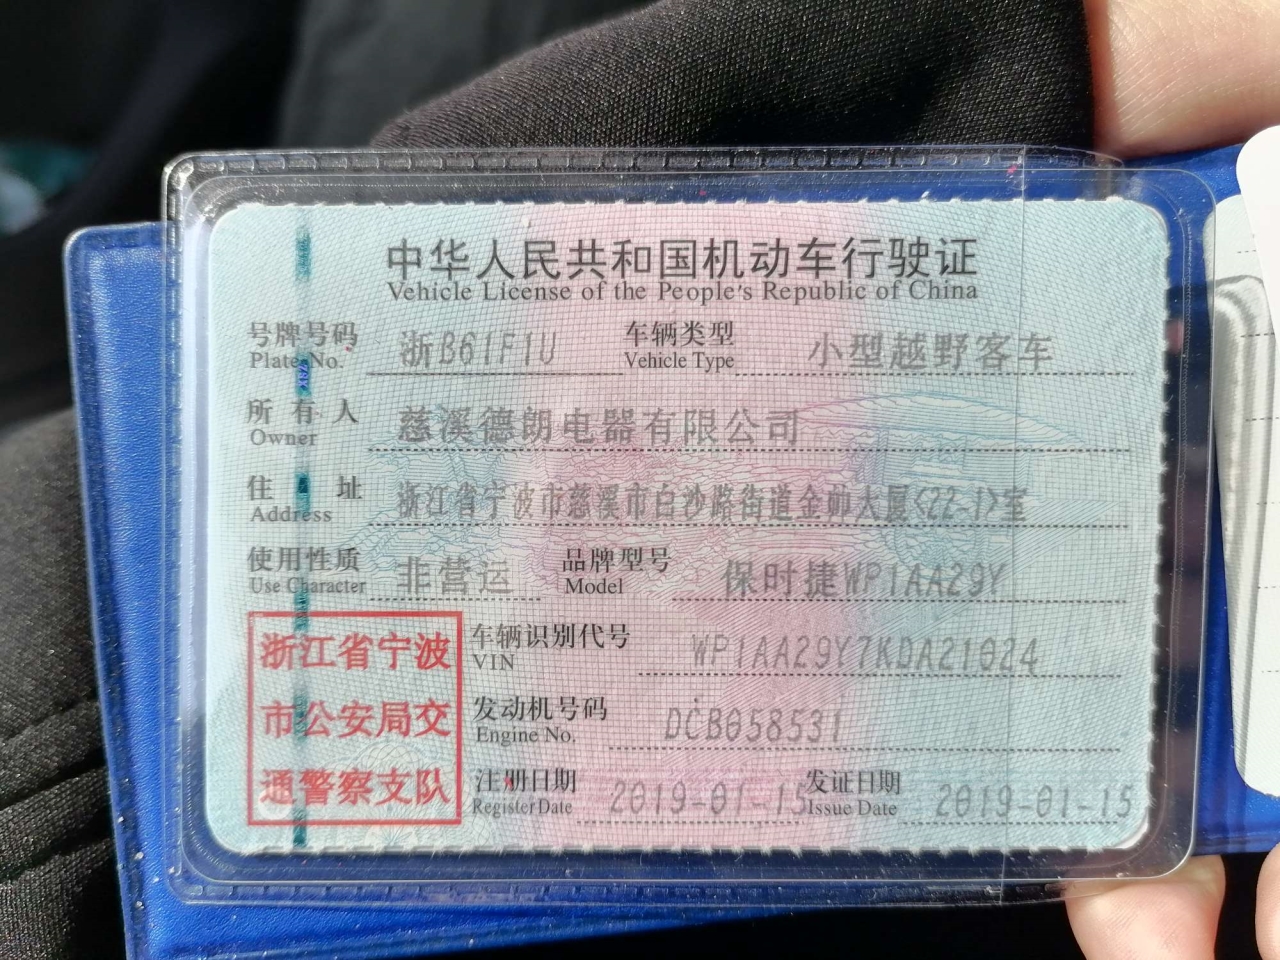 中华人民共和国机动车行驶证
Vehicle License of the People's Republic of China
号牌号码 浙B61F1U 车辆类型 小型越野客车
Plate No. Vehicle Type
所有人 慈溪德朗电器有限公司
Owner
住址 浙江省宁波市慈溪市白沙路街道金帅大厦<22-1>室
Address
使用性质 非营运 品牌型号 保时捷WP1AA29Y
Use Character Model
浙江省宁波
市公安局交
通警察支队
车辆识别代号 WP1AA29Y7KDA21024
VIN
发动机号码 DCB058531
Engine No.
注册日期 2019-01-15 发证日期 2019-01-15
Register Date Issue Date